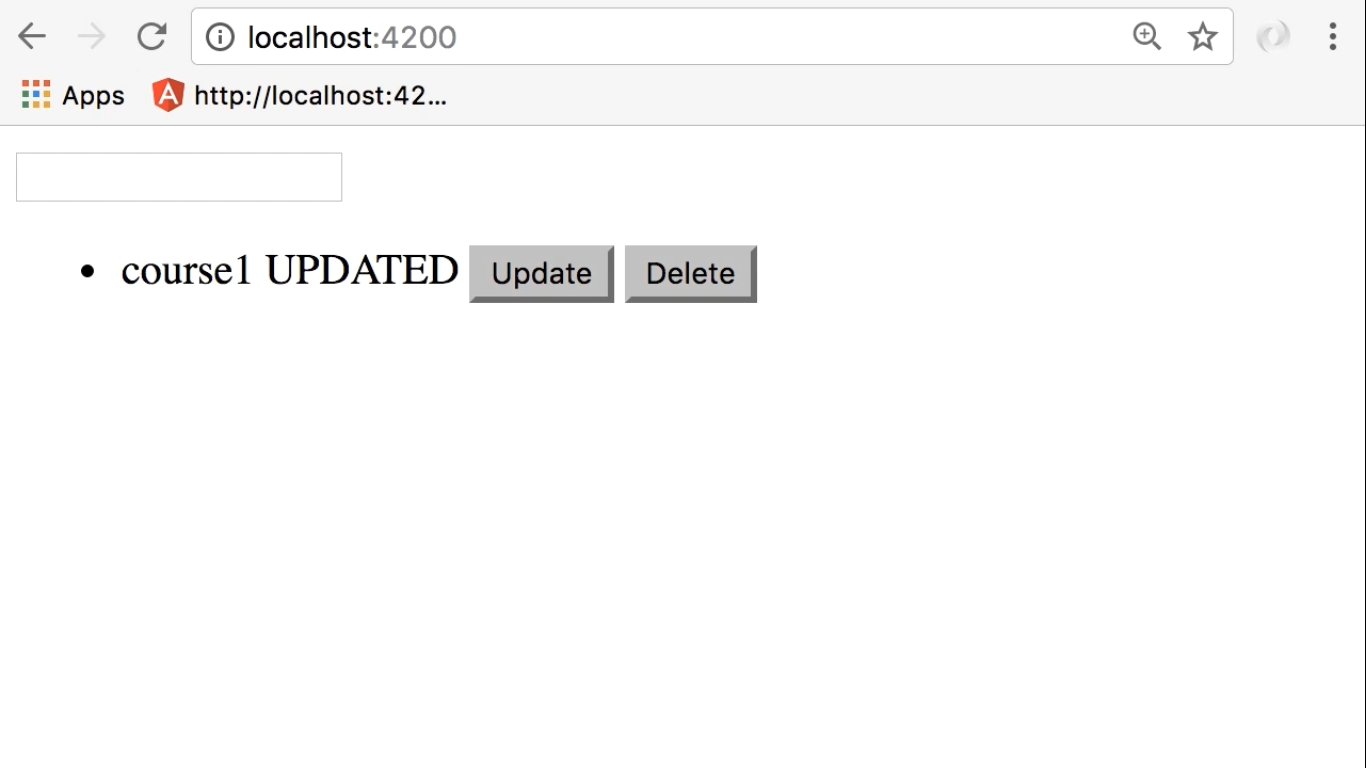 localhost:4200
Apps http://localhost:42...
course1 UPDATED Update Delete